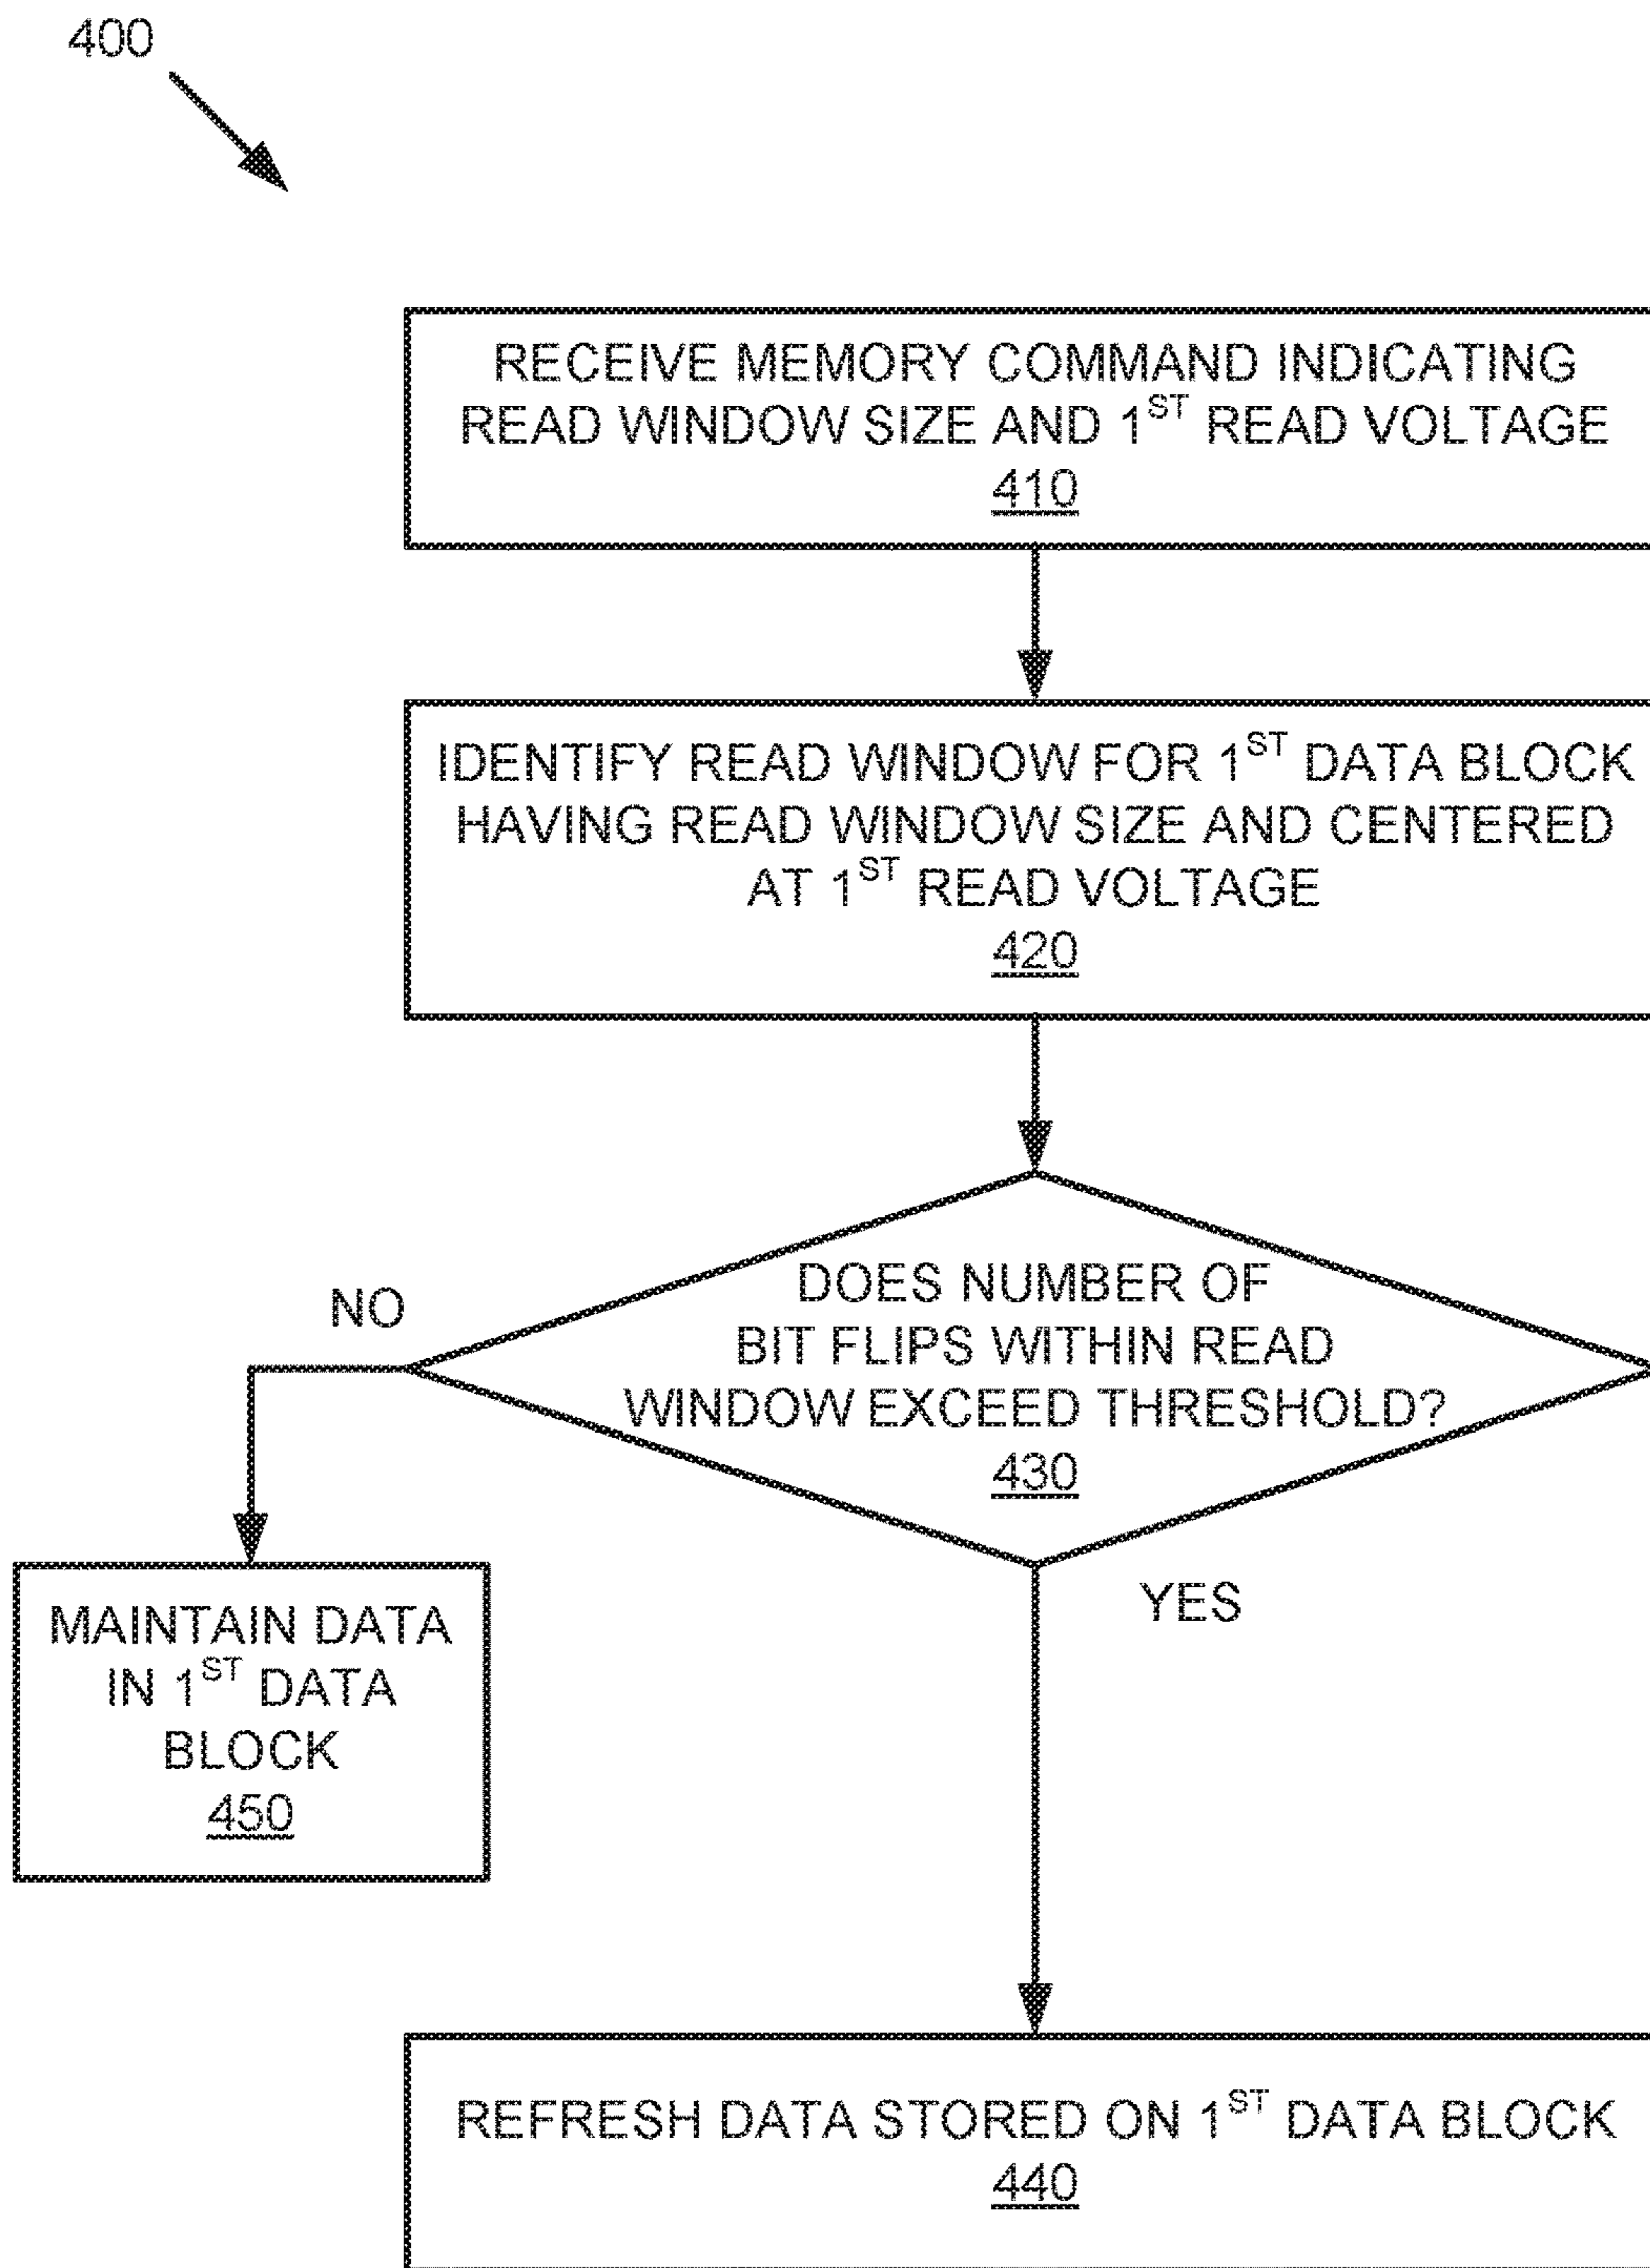 400
RECEIVE MEMORY COMMAND INDICATING
READ WINDOW SIZE AND 1ST READ VOLTAGE
410
IDENTIFY READ WINDOW FOR 1ST DATA BLOCK
HAVING READ WINDOW SIZE AND CENTERED
AT 1ST READ VOLTAGE
420
DOES NUMBER OF
BIT FLIPS WITHIN READ
WINDOW EXCEED THRESHOLD?
430
NO
YES
MAINTAIN DATA
IN 1ST DATA
BLOCK
450
REFRESH DATA STORED ON 1ST DATA BLOCK
440